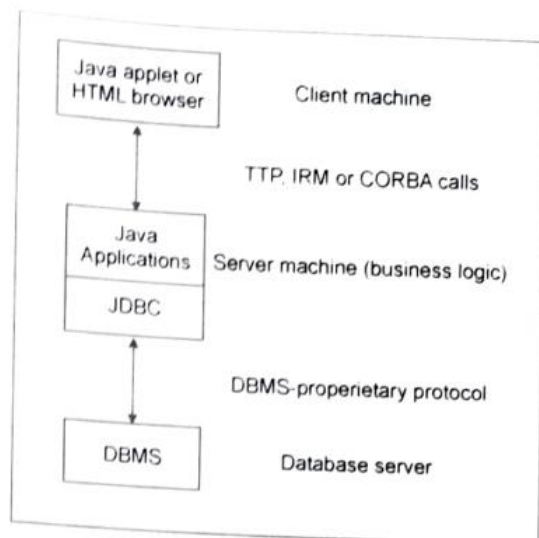 Java applet or
HTML browser
Client machine
TTP, IRM or CORBA calls
Java
Applications
Server machine (business logic)
JDBC
DBMS-properietary protocol
DBMS
Database server